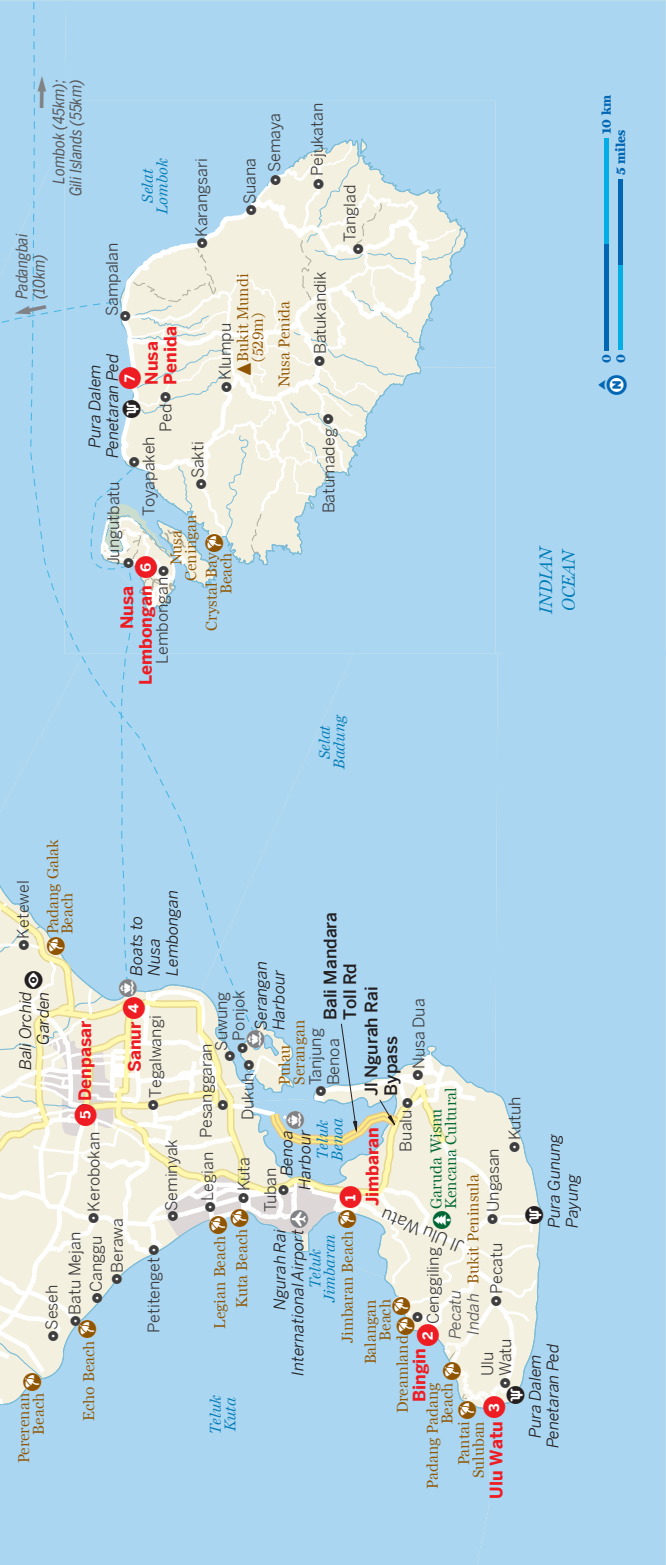 Pererenan
Beach
Seseh
Batu Mejan
Echo Beach
Canggu
Berawa
Kerobokan
Petitenget
Seminyak
5 Denpasar
Bali Orchid
Garden
Ketewel
Padang Galak
Beach
Sanur 4
Boats to
Nusa
Lembongan
Tegalwangi
Legian
Legian Beach
Kuta
Kuta Beach
Teluk
Kuta
Pesanggaran
Suwung
Ponjok
Dukuh
Serangan
Harbour
Pulau
Serangan
Tuban
Benoa
Harbour
Ngurah Rai
International Airport
Teluk
Benoa
Tanjung
Benoa
Bali Mandara
Toll Rd
Jl Ngurah Rai
Bypass
Teluk
Jimbaran
Jimbaran Beach
1
Jimbaran
Bualu
Nusa Dua
Balangan
Beach
Dreamland
Cenggiling
Bingin 2
Jl Ulu Watu
Garuda Wisnu
Kencana Cultural
Pecatu
Indah
Bukit Peninsula
Padang Padang
Beach
Pantai
Suluban
Ulu Watu 3
Ulu
Watu
Pecatu
Ungasan
Kutuh
Pura Dalem
Penetaran Ped
Pura Gunung
Payung
Selat
Badung
Padangbai
(10km)
Lombok (45km);
Gili Islands (55km)
Jungutbatu
Nusa
Lembongan 6
Lembongan
Nusa
Ceningan
Crystal Bay
Beach
Toyapakeh
Pura Dalem
Penetaran Ped
7
Nusa
Penida
Ped
Sampalan
Selat
Lombok
Karangsari
Sakti
Klumpu
Bukit Mundi
(529m)
Nusa Penida
Suana
Semaya
Pejukatan
Batukandik
Batumadeg
Tanglad
INDIAN
OCEAN
N
0 10 km
0 5 miles